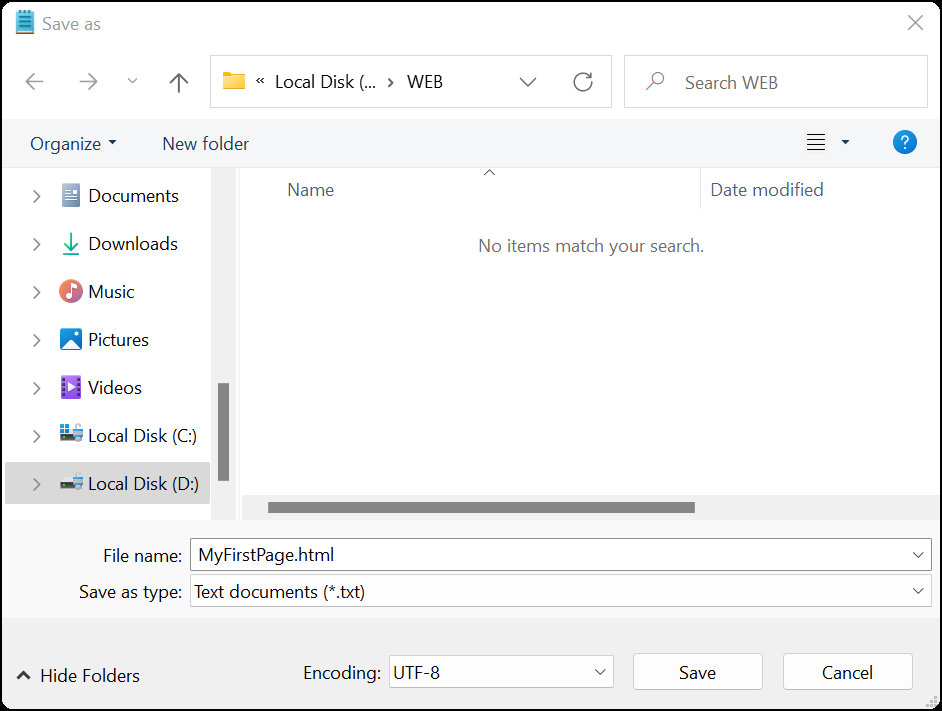 Save as
« Local Disk (... › WEB
Search WEB
Organize
New folder
?
Name
Date modified
No items match your search.
Documents
Downloads
Music
Pictures
Videos
Local Disk (C:)
Local Disk (D:)
File name: MyFirstPage.html
Save as type: Text documents (*.txt)
Hide Folders
Encoding: UTF-8
Save
Cancel